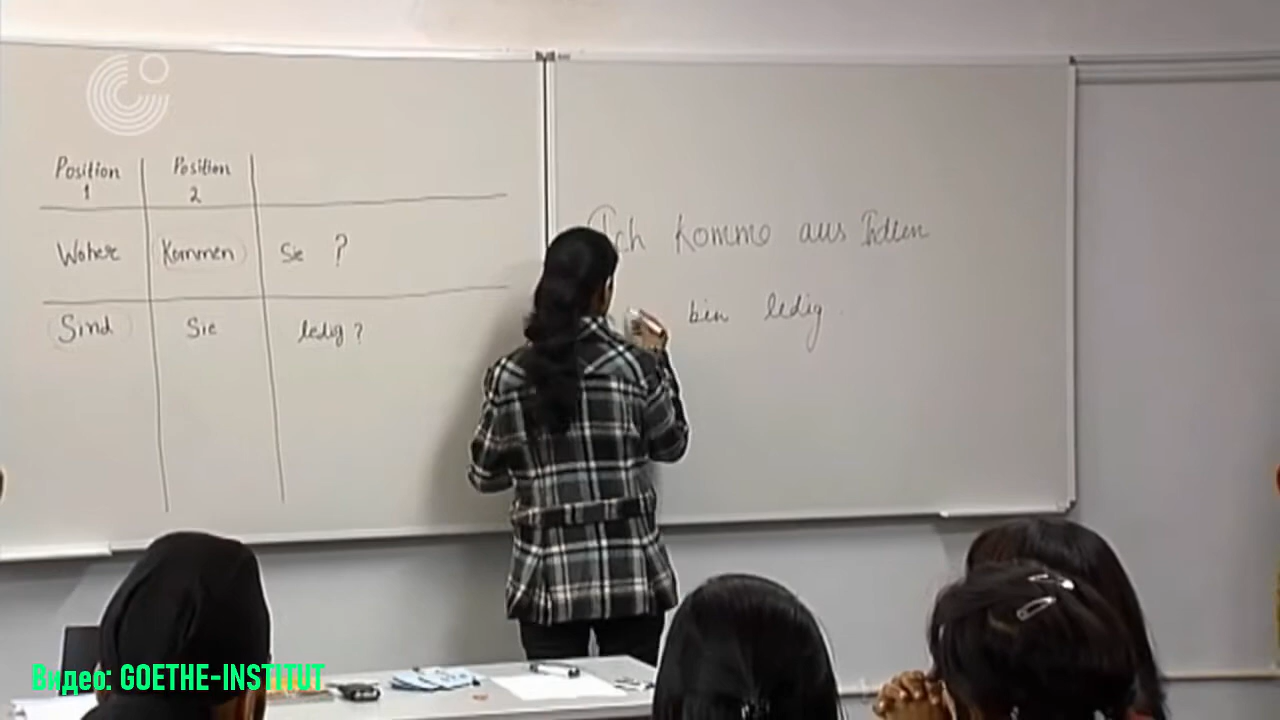 Position Position
1 2
Woher Kommen Sie ?
Sind Sie ledig ?
Ich komme aus Indien
bin ledig.
Видео: GOETHE-INSTITUT